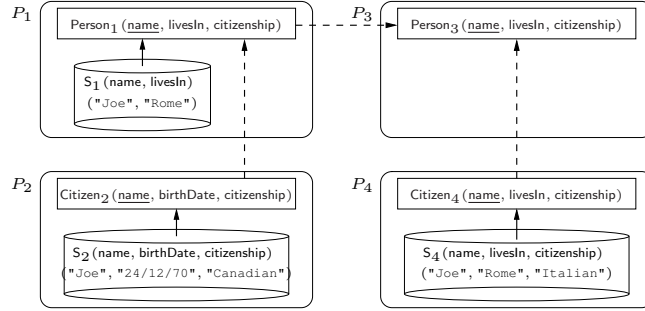 P1
Person1(name, livesIn, citizenship)
S1(name, livesIn)
("Joe", "Rome")
P3
Person3(name, livesIn, citizenship)
P2
Citizen2(name, birthDate, citizenship)
S2(name, birthDate, citizenship)
("Joe", "24/12/70", "Canadian")
P4
Citizen4(name, livesIn, citizenship)
S4(name, livesIn, citizenship)
("Joe", "Rome", "Italian")